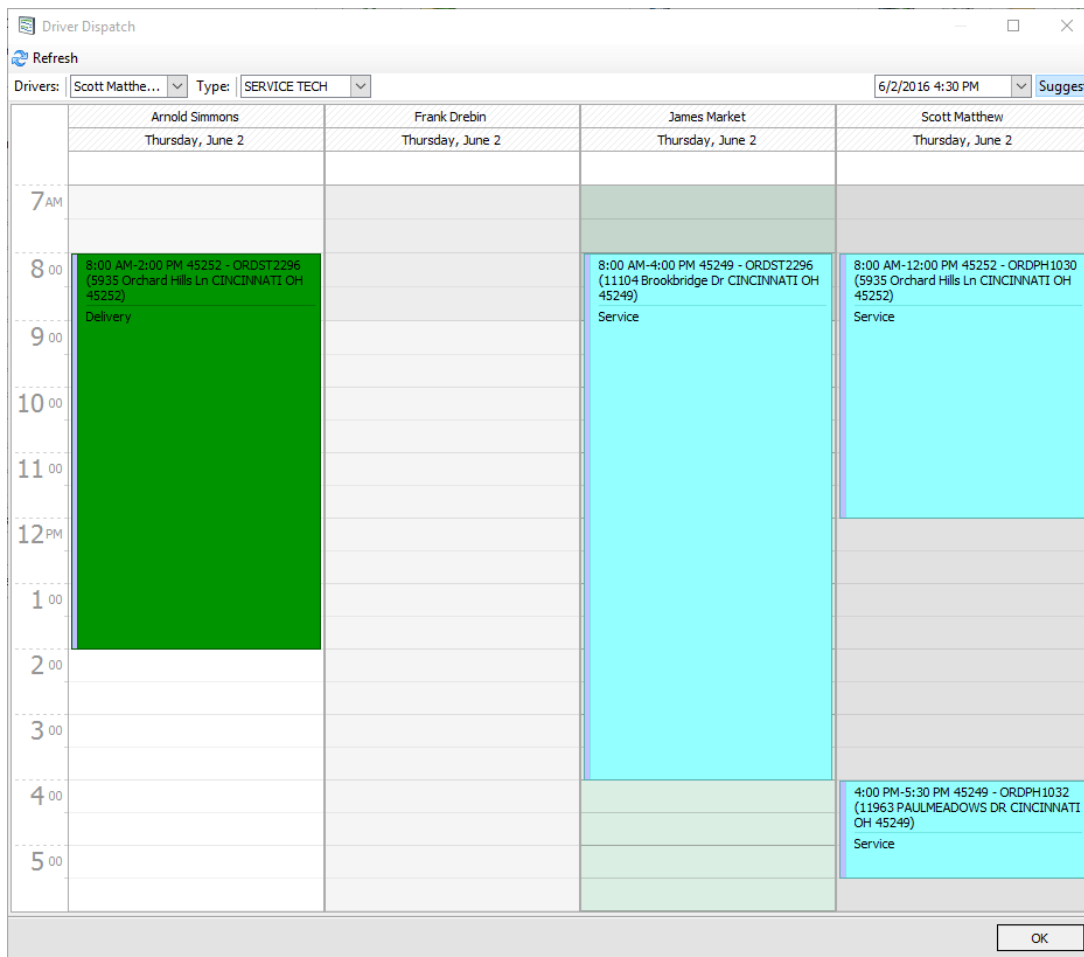 Driver Dispatch
Refresh
Drivers: Scott Matthe... Type: SERVICE TECH 6/2/2016 4:30 PM Sugges
Arnold Simmons Frank Drebin James Market Scott Matthew
Thursday, June 2 Thursday, June 2 Thursday, June 2 Thursday, June 2
7 AM
8 00
8:00 AM-2:00 PM 45252 - ORDST2296
(5935 Orchard Hills Ln CINCINNATI OH
45252)
Delivery
8:00 AM-4:00 PM 45249 - ORDST2296
(11104 Brookbridge Dr CINCINNATI OH
45249)
Service
8:00 AM-12:00 PM 45252 - ORDPH1030
(5935 Orchard Hills Ln CINCINNATI OH
45252)
Service
9 00
10 00
11 00
12 PM
1 00
2 00
3 00
4 00
4:00 PM-5:30 PM 45249 - ORDPH1032
(11963 PAULMEADOWS DR CINCINNATI
OH 45249)
Service
5 00
OK